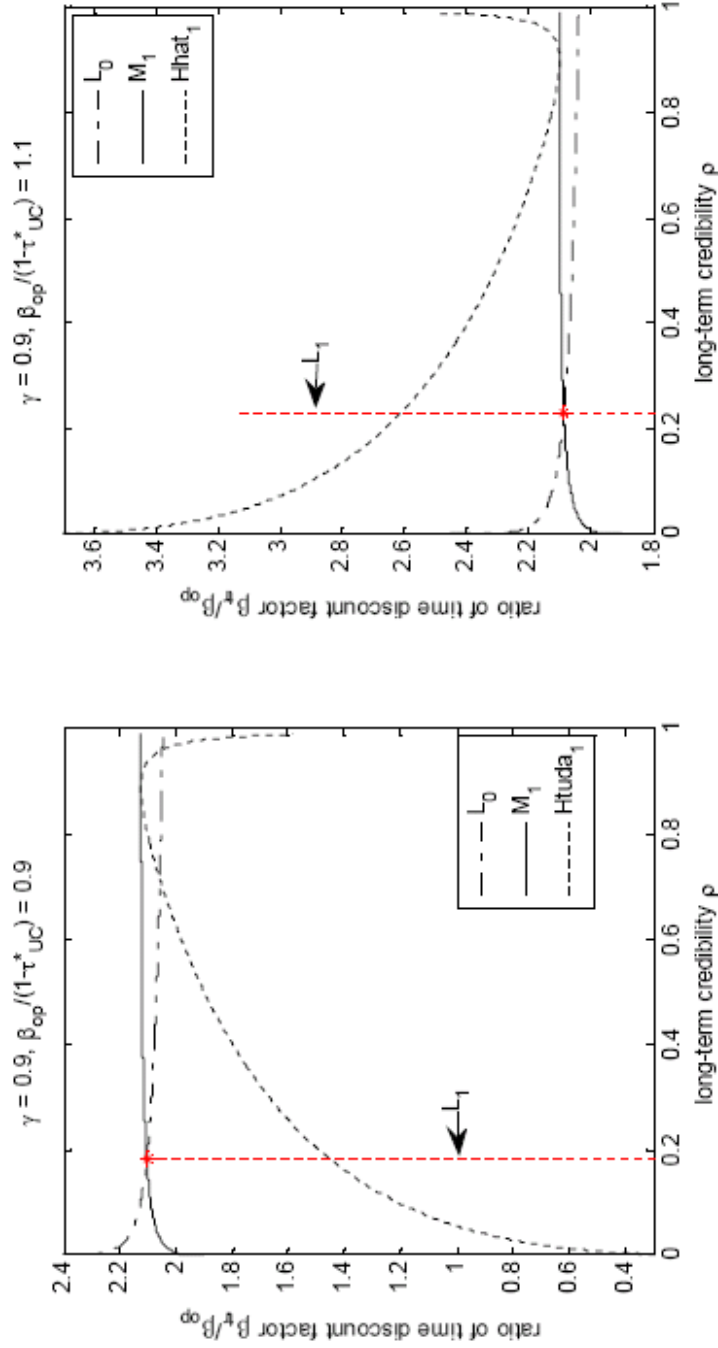 γ = 0.9, β_op/(1-τ*_UC) = 0.9
ratio of time discount factor β_tr/β_op
2.4
2.2
2
1.8
1.6
1.4
1.2
1
0.8
0.6
0.4
L_1
L_0
M_1
Htuda_1
0
0.2
0.4
0.6
0.8
1
long-term credibility ρ
γ = 0.9, β_op/(1-τ*_UC) = 1.1
ratio of time discount factor β_tr/β_op
3.6
3.4
3.2
3
2.8
2.6
2.4
2.2
2
1.8
L_1
L_0
M_1
Hhat_1
0
0.2
0.4
0.6
0.8
1
long-term credibility ρ